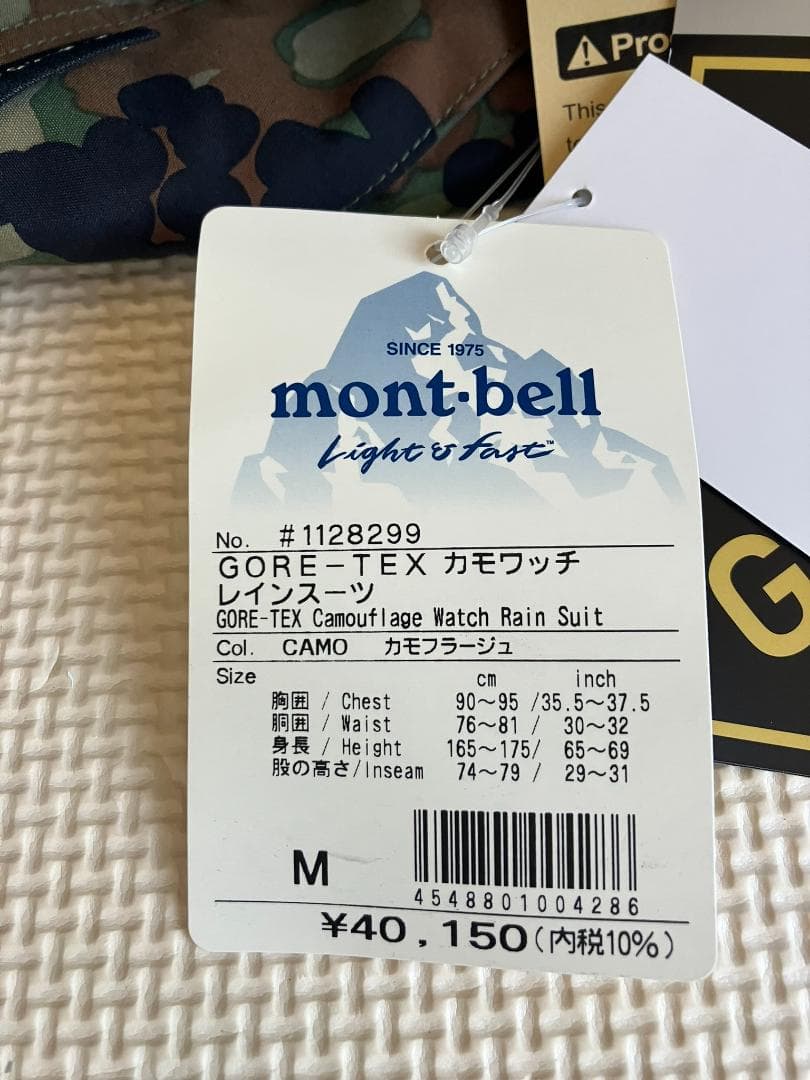 Pro
This
SINCE 1975
mont-bell
Light & Fast™
No. #1128299
GORE-TEX カモワッチ
レインスーツ
GORE-TEX Camouflage Watch Rain Suit
Col. CAMO カモフラージュ
Size cm inch
胸囲 / Chest 90～95 /35.5～37.5
胴囲 / Waist 76～81 / 30～32
身長 / Height 165～175/ 65～69
股の高さ/Inseam 74～79 / 29～31
M
4548801004286
¥40,150(内税10%)
G